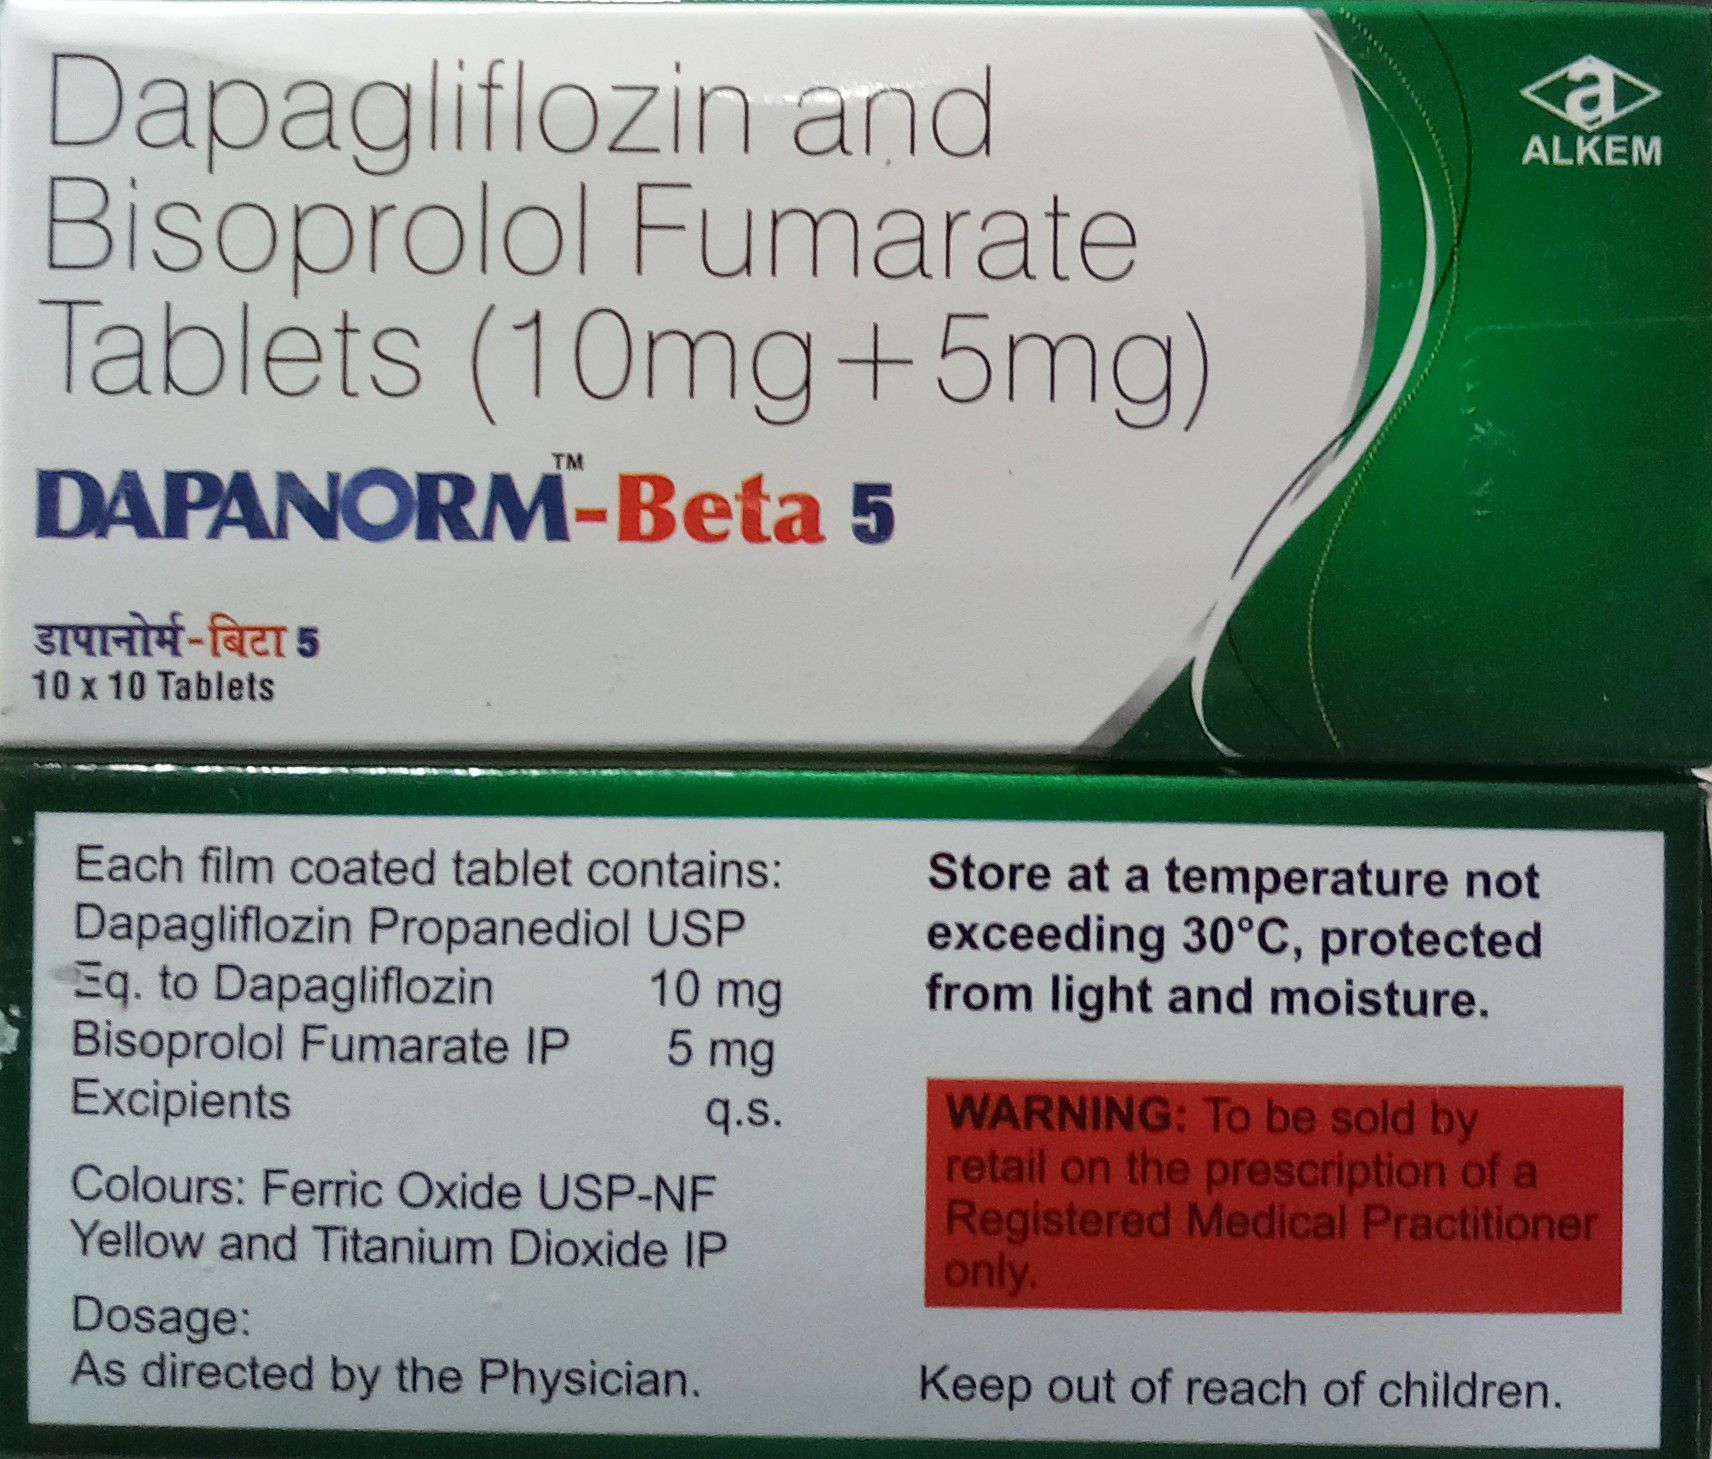 Dapagliflozin and
Bisoprolol Fumarate
Tablets (10mg+5mg)
DAPANORM™-Beta 5
डापानोर्म-बिटा 5
10 x 10 Tablets
a
ALKEM
Each film coated tablet contains:
Dapagliflozin Propanediol USP
Eq. to Dapagliflozin 10 mg
Bisoprolol Fumarate IP 5 mg
Excipients q.s.
Colours: Ferric Oxide USP-NF
Yellow and Titanium Dioxide IP
Dosage:
As directed by the Physician.
Store at a temperature not
exceeding 30°C, protected
from light and moisture.
WARNING: To be sold by
retail on the prescription of a
Registered Medical Practitioner
only.
Keep out of reach of children.